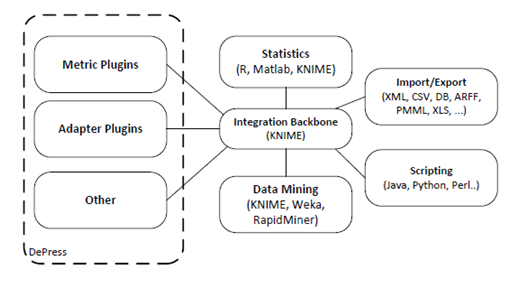 Metric Plugins
Adapter Plugins
Other
DePress
Statistics
(R, Matlab, KNIME)
Integration Backbone
(KNIME)
Data Mining
(KNIME, Weka,
RapidMiner)
Import/Export
(XML, CSV, DB, ARFF,
PMML, XLS, ...)
Scripting
(Java, Python, Perl..)